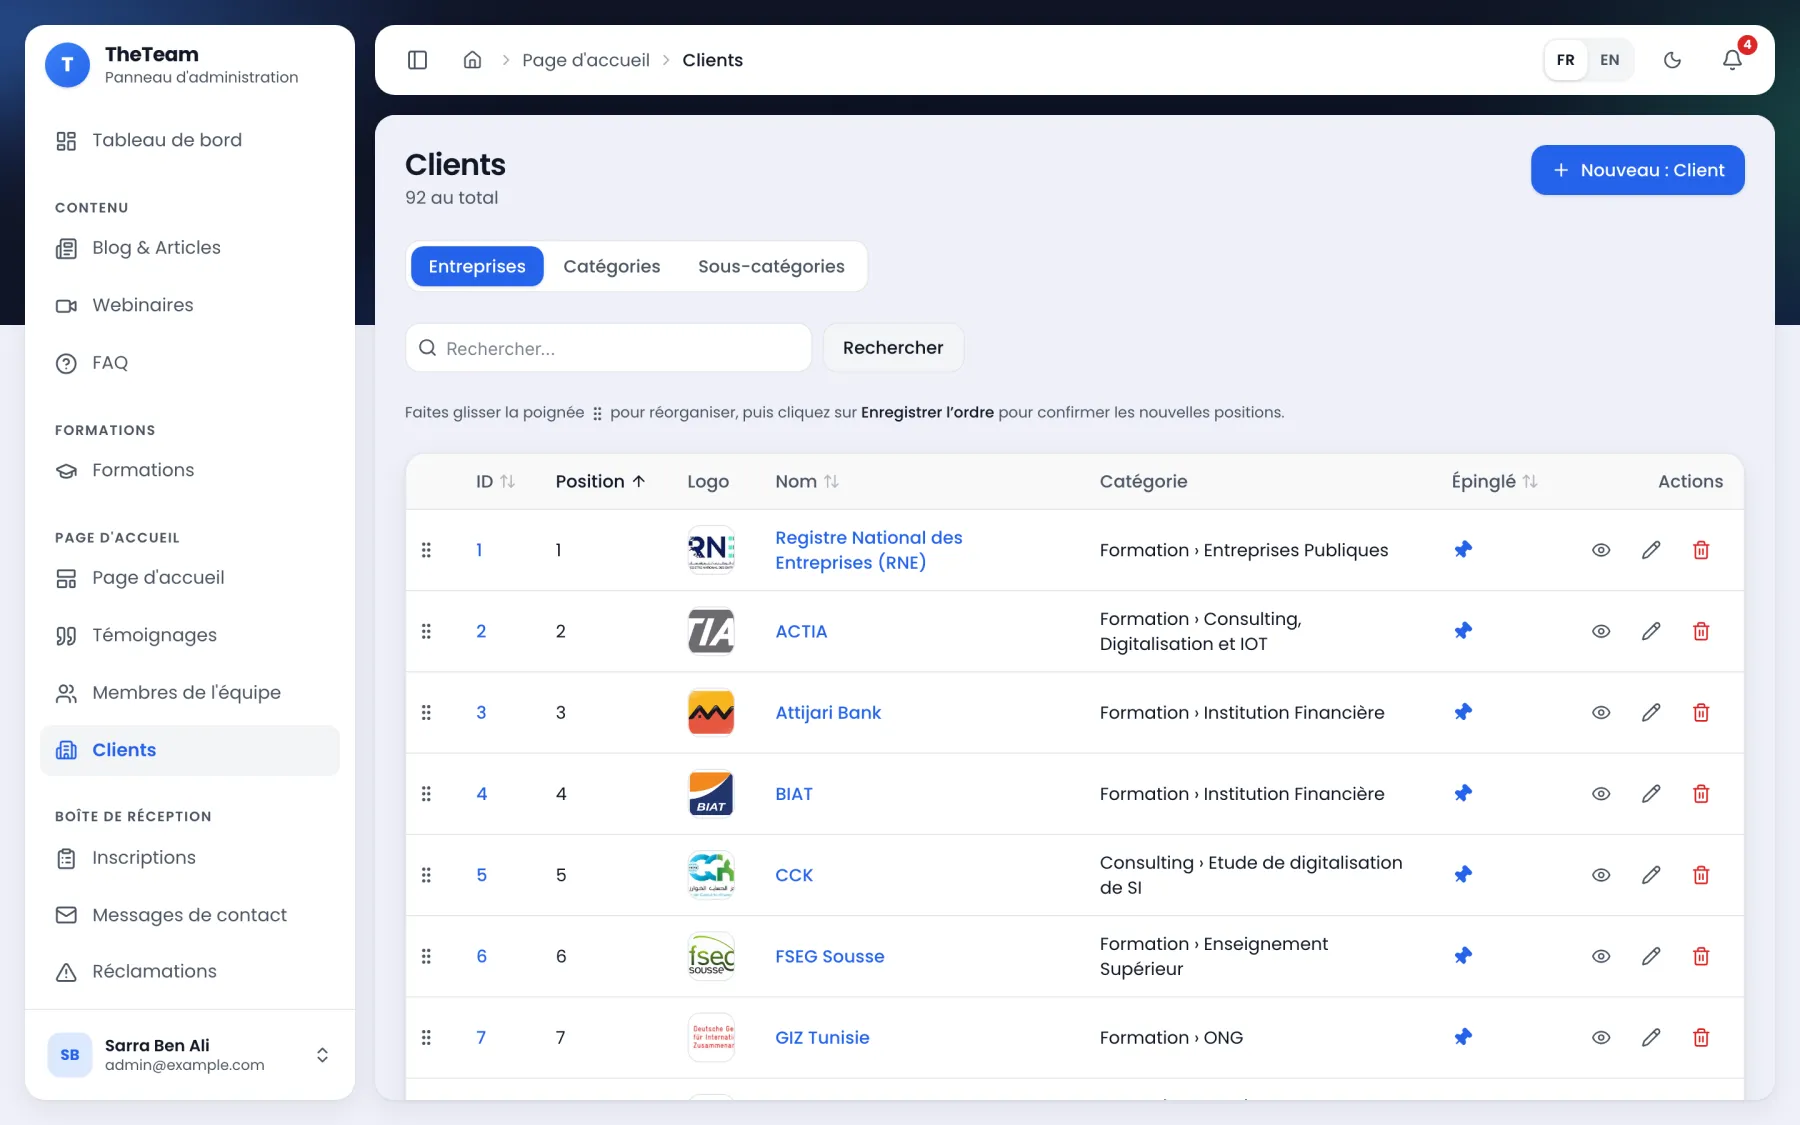 T
TheTeam
Panneau d'administration
Tableau de bord
CONTENU
Blog & Articles
Webinaires
FAQ
FORMATIONS
Formations
PAGE D'ACCUEIL
Page d'accueil
Témoignages
Membres de l'équipe
Clients
BOÎTE DE RÉCEPTION
Inscriptions
Messages de contact
Réclamations
SB
Sarra Ben Ali
admin@example.com
Page d'accueil
Clients
FR
EN
4
Clients
92 au total
Nouveau : Client
Entreprises
Catégories
Sous-catégories
Rechercher...
Rechercher
Faites glisser la poignée pour réorganiser, puis cliquez sur Enregistrer l’ordre pour confirmer les nouvelles positions.
ID Position Logo Nom Catégorie Épinglé Actions
1 1 RNE Registre National des
Entreprises (RNE)
Formation › Entreprises Publiques
2 2 TIA ACTIA
Formation › Consulting,
Digitalisation et IOT
3 3 Attijari Bank Formation › Institution Financière
4 4 BIAT BIAT Formation › Institution Financière
5 5 CCK
Consulting › Etude de digitalisation
de SI
6 6 fseg
sousse
FSEG Sousse
Formation › Enseignement
Supérieur
7 7 Deutsche Ge
für Internati
Zusammenar
GIZ Tunisie Formation › ONG